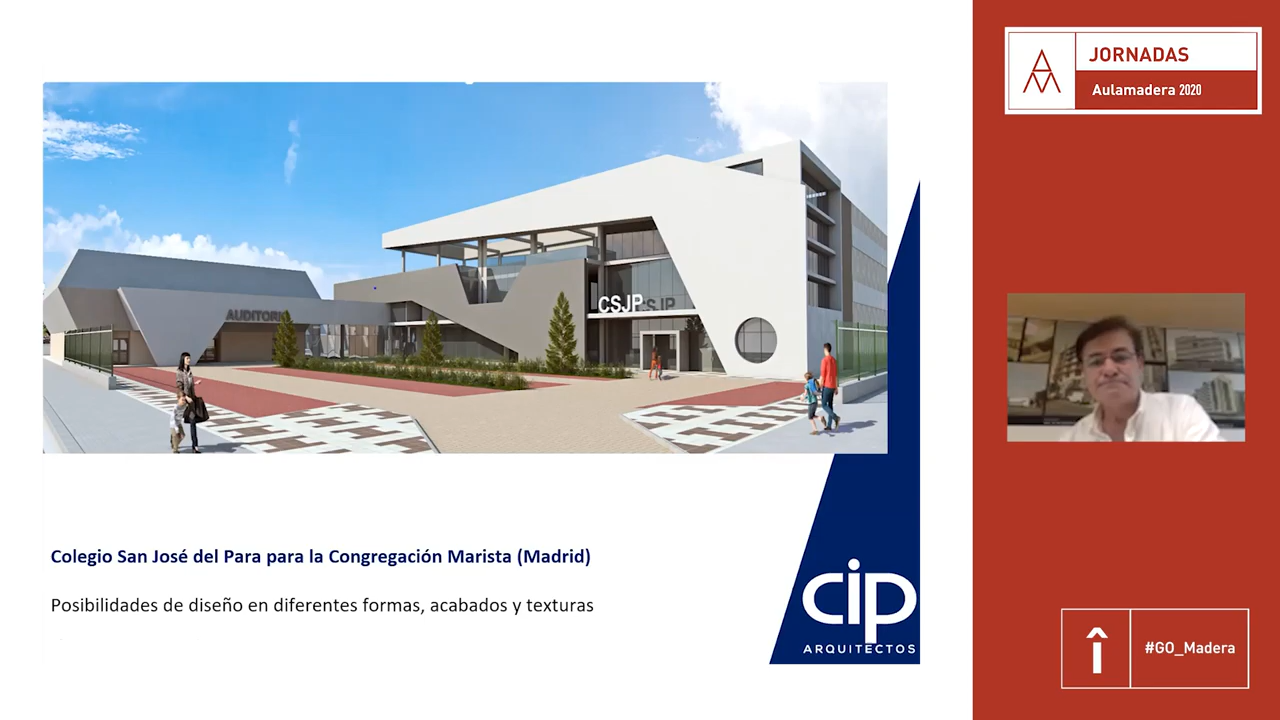 JORNADAS
Aulamadera 2020
AUDITORIO
CSJP
CSJP
Colegio San José del Para para la Congregación Marista (Madrid)
Posibilidades de diseño en diferentes formas, acabados y texturas
cip
ARQUITECTOS
#GO_Madera